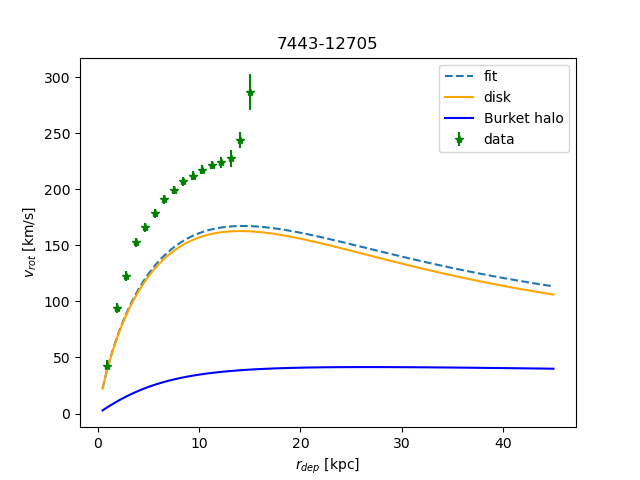 7443-12705
300
250
200
150
100
50
0
v_rot [km/s]
fit
disk
Burket halo
data
0 10 20 30 40
r_dep [kpc]